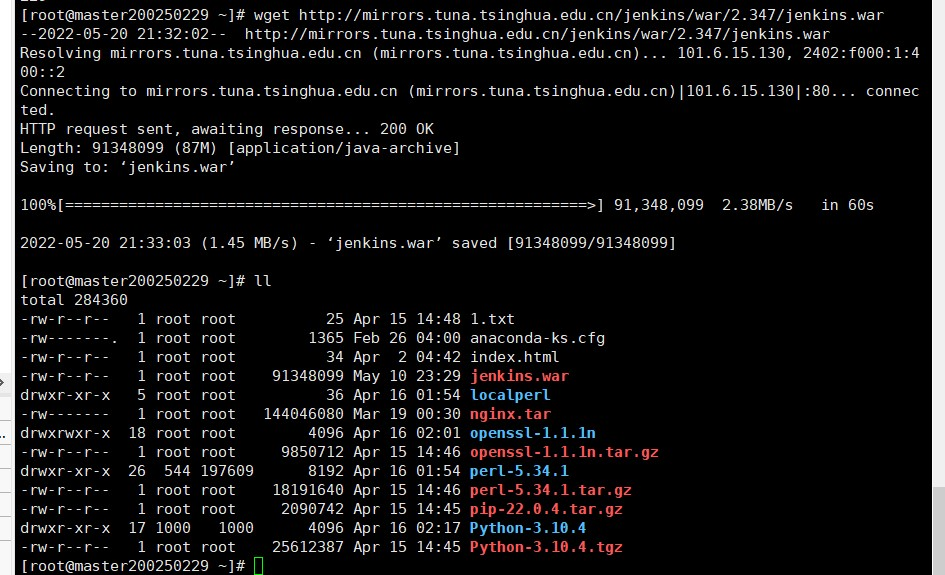 [root@master200250229 ~]# wget http://mirrors.tuna.tsinghua.edu.cn/jenkins/war/2.347/jenkins.war
--2022-05-20 21:32:02--  http://mirrors.tuna.tsinghua.edu.cn/jenkins/war/2.347/jenkins.war
Resolving mirrors.tuna.tsinghua.edu.cn (mirrors.tuna.tsinghua.edu.cn)... 101.6.15.130, 2402:f000:1:4
00::2
Connecting to mirrors.tuna.tsinghua.edu.cn (mirrors.tuna.tsinghua.edu.cn)|101.6.15.130|:80... connec
ted.
HTTP request sent, awaiting response... 200 OK
Length: 91348099 (87M) [application/java-archive]
Saving to: ‘jenkins.war’
100%[==========================================================>] 91,348,099  2.38MB/s   in 60s
2022-05-20 21:33:03 (1.45 MB/s) - ‘jenkins.war’ saved [91348099/91348099]
[root@master200250229 ~]# ll
total 284360
-rw-r--r--   1 root root        25 Apr 15 14:48 1.txt
-rw-------.  1 root root      1365 Feb 26 04:00 anaconda-ks.cfg
-rw-r--r--   1 root root        34 Apr  2 04:42 index.html
-rw-r--r--   1 root root  91348099 May 10 23:29 jenkins.war
drwxr-xr-x   5 root root        36 Apr 16 01:54 localperl
-rw-------   1 root root 144046080 Mar 19 00:30 nginx.tar
drwxrwxr-x  18 root root      4096 Apr 16 02:01 openssl-1.1.1n
-rw-r--r--   1 root root   9850712 Apr 15 14:46 openssl-1.1.1n.tar.gz
drwxr-xr-x  26  544 197609      8192 Apr 16 01:54 perl-5.34.1
-rw-r--r--   1 root root  18191640 Apr 15 14:46 perl-5.34.1.tar.gz
-rw-r--r--   1 root root   2090742 Apr 15 14:45 pip-22.0.4.tar.gz
drwxr-xr-x  17 1000   1000      4096 Apr 16 02:17 Python-3.10.4
-rw-r--r--   1 root root  25612387 Apr 15 14:45 Python-3.10.4.tgz
[root@master200250229 ~]#